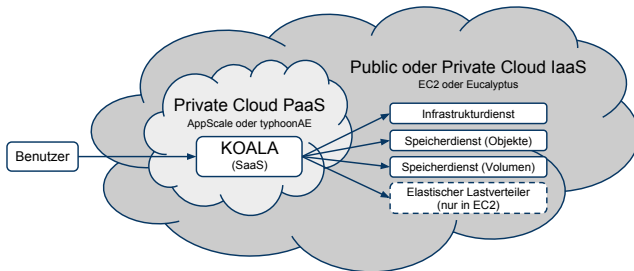 Public oder Private Cloud IaaS
EC2 oder Eucalyptus
Private Cloud PaaS
AppScale oder typhoonAE
KOALA
(SaaS)
Benutzer
Infrastrukturdienst
Speicherdienst (Objekte)
Speicherdienst (Volumen)
Elastischer Lastverteiler
(nur in EC2)